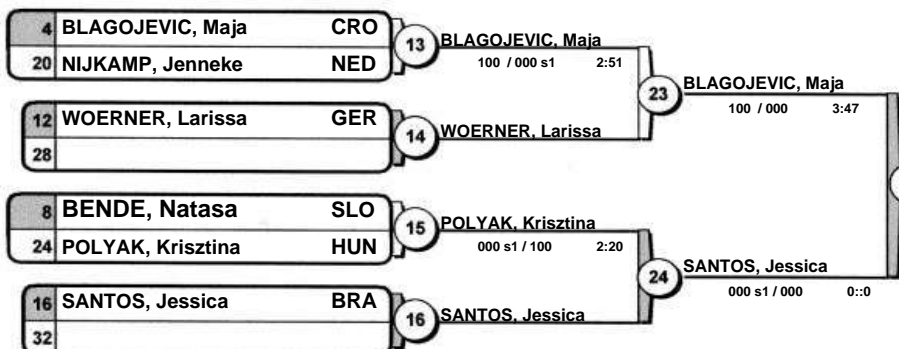 4 BLAGOJEVIC, Maja CRO
20 NIJKAMP, Jenneke NED
13
BLAGOJEVIC, Maja
100 / 000 s1 2:51
12 WOERNER, Larissa GER
28
14
WOERNER, Larissa
23
BLAGOJEVIC, Maja
100 / 000 3:47
8 BENDE, Natasa SLO
24 POLYAK, Krisztina HUN
15
POLYAK, Krisztina
000 s1 / 100 2:20
16 SANTOS, Jessica BRA
32
16
SANTOS, Jessica
24
SANTOS, Jessica
000 s1 / 000 0::0